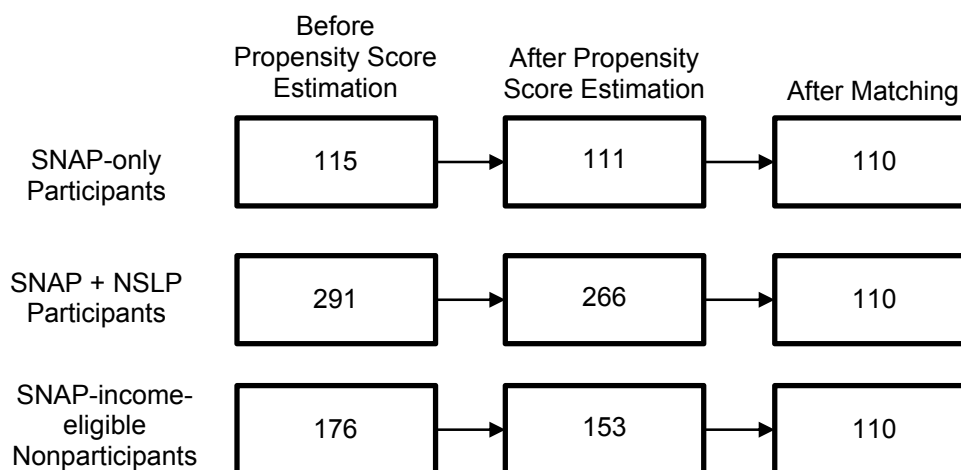 Before
Propensity Score
Estimation
After Propensity
Score Estimation
After Matching
SNAP-only
Participants
115
111
110
SNAP + NSLP
Participants
291
266
110
SNAP-income-
eligible
Nonparticipants
176
153
110